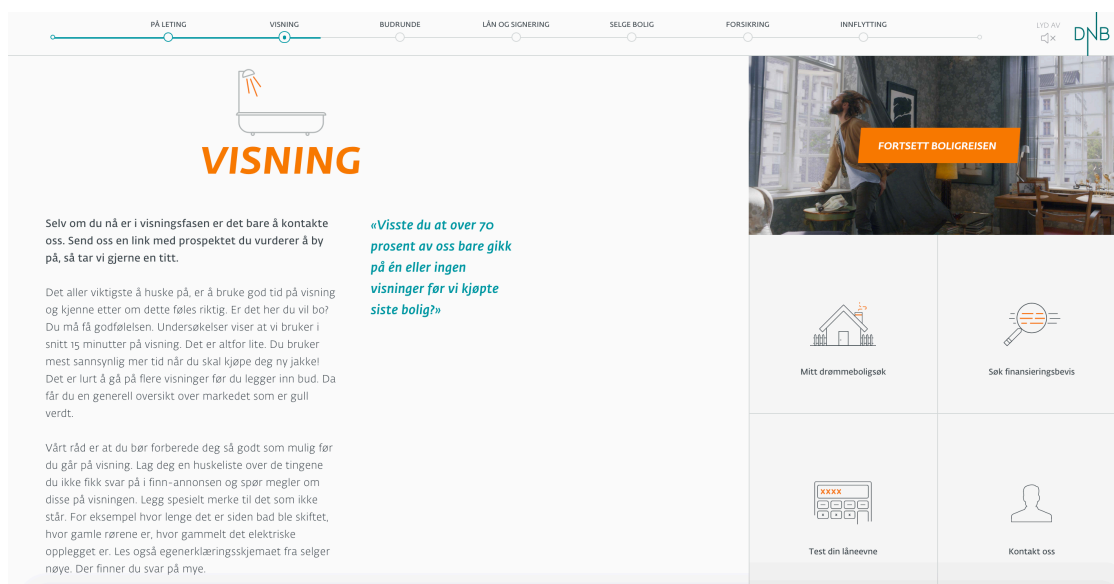 PÅ LETING
VISNING
BUDRUNDE
LÅN OG SIGNERING
SELGE BOLIG
FORSIKRING
INNFLYTTING
LYD AV
DNB
VISNING
Selv om du nå er i visningsfasen er det bare å kontakte
oss. Send oss en link med prospektet du vurderer å by
på, så tar vi gjerne en titt.
Det aller viktigste å huske på, er å bruke god tid på visning
og kjenne etter om dette føles riktig. Er det her du vil bo?
Du må få godfølelsen. Undersøkelser viser at vi bruker i
snitt 15 minutter på visning. Det er altfor lite. Du bruker
mest sannsynlig mer tid når du skal kjøpe deg ny jakke!
Det er lurt å gå på flere visninger før du legger inn bud. Da
får du en generell oversikt over markedet som er gull
verdt.
Vårt råd er at du bør forberede deg så godt som mulig før
du går på visning. Lag deg en huskeliste over de tingene
du ikke fikk svar på i finn-annonsen og spør megler om
disse på visningen. Legg spesielt merke til det som ikke
står. For eksempel hvor lenge det er siden bad ble skiftet,
hvor gamle rørene er, hvor gammelt det elektriske
opplegget er. Les også egenerklæringsskjemaet fra selger
nøye. Der finner du svar på mye.
«Visste du at over 70
prosent av oss bare gikk
på én eller ingen
visninger før vi kjøpte
siste bolig?»
FORTSETT BOLIGREISEN
Mitt drømmeboligsøk
Søk finansieringsbevis
XXXX
Test din låneevne
Kontakt oss